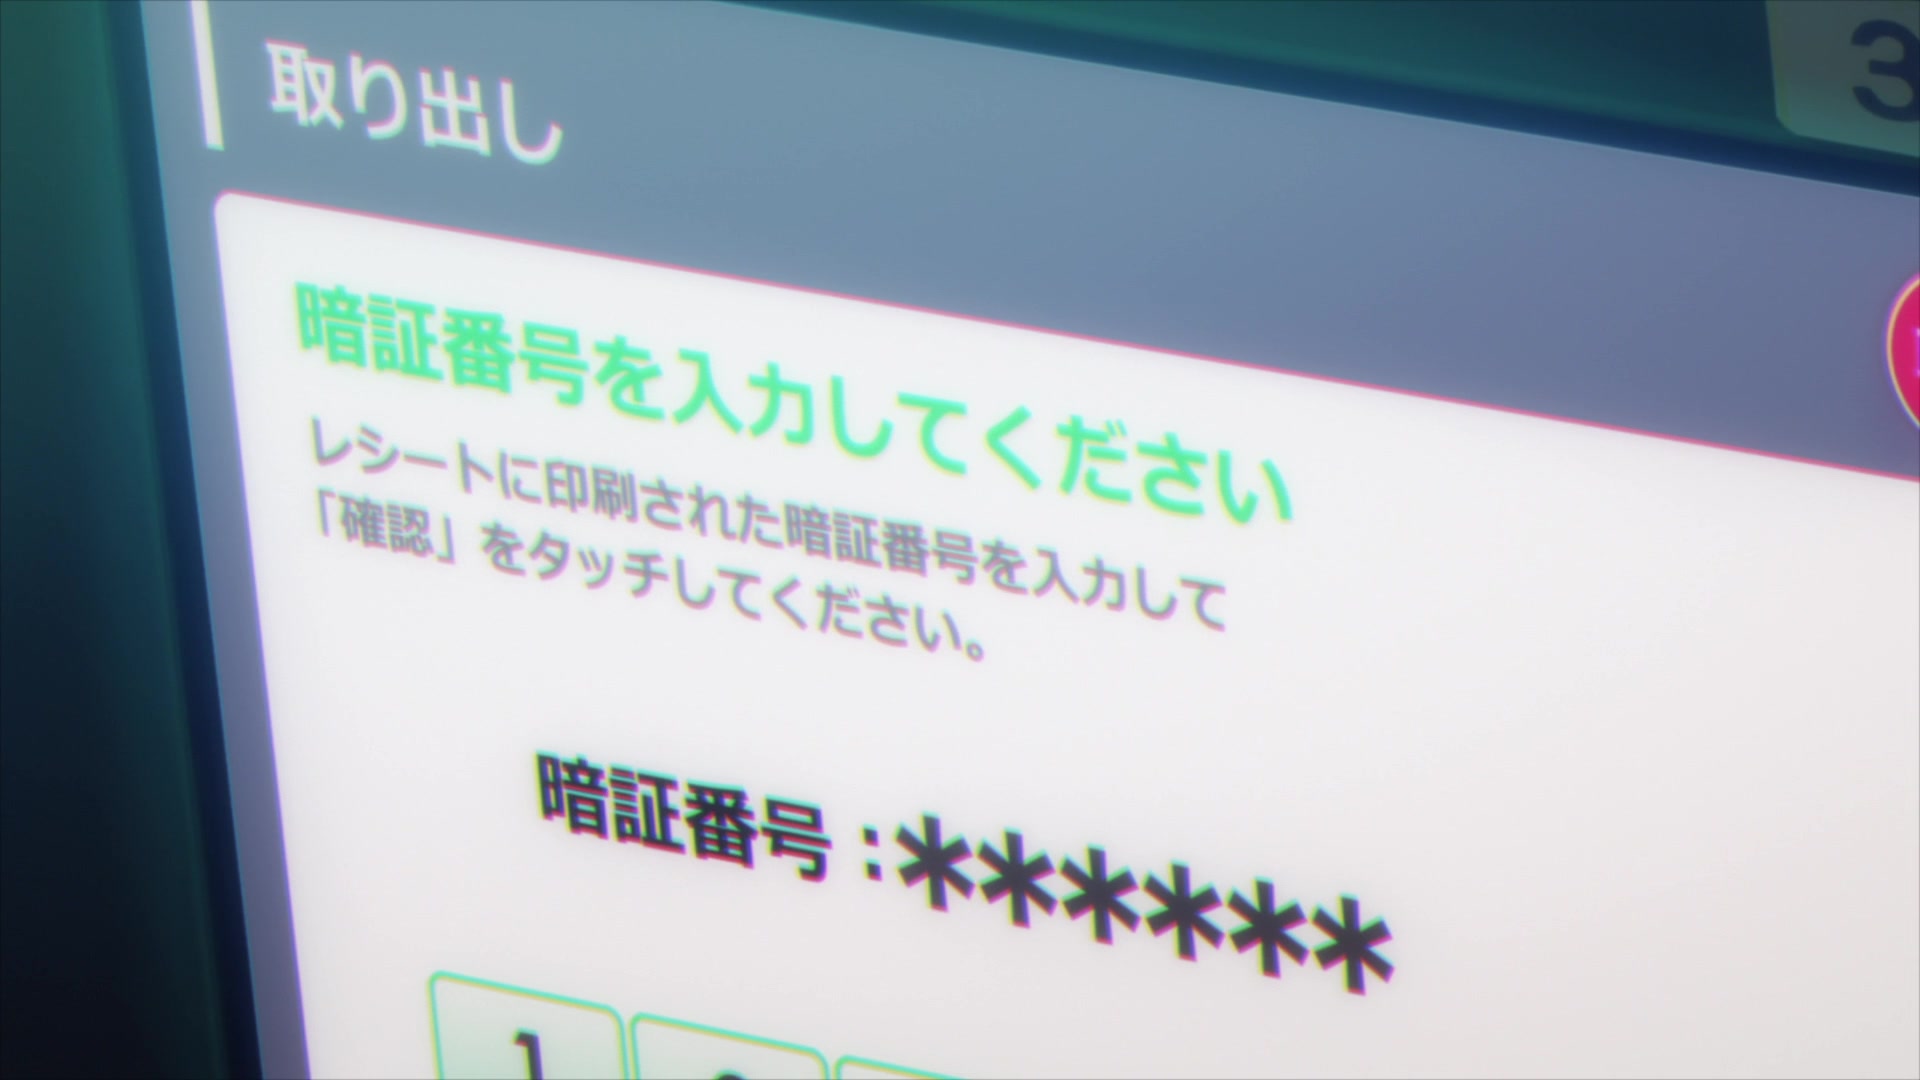 3
取り出し
暗証番号を入力してください
レシートに印刷された暗証番号を入力して
「確認」をタッチしてください。
暗証番号：******
1